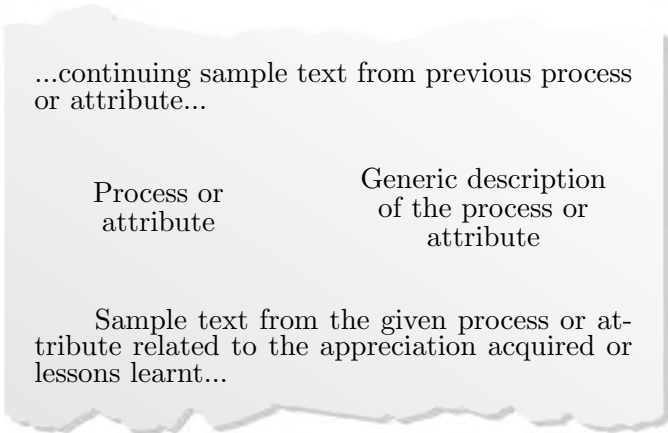 ...continuing sample text from previous process
or attribute...
Process or
attribute
Generic description
of the process or
attribute
Sample text from the given process or at-
tribute related to the appreciation acquired or
lessons learnt...